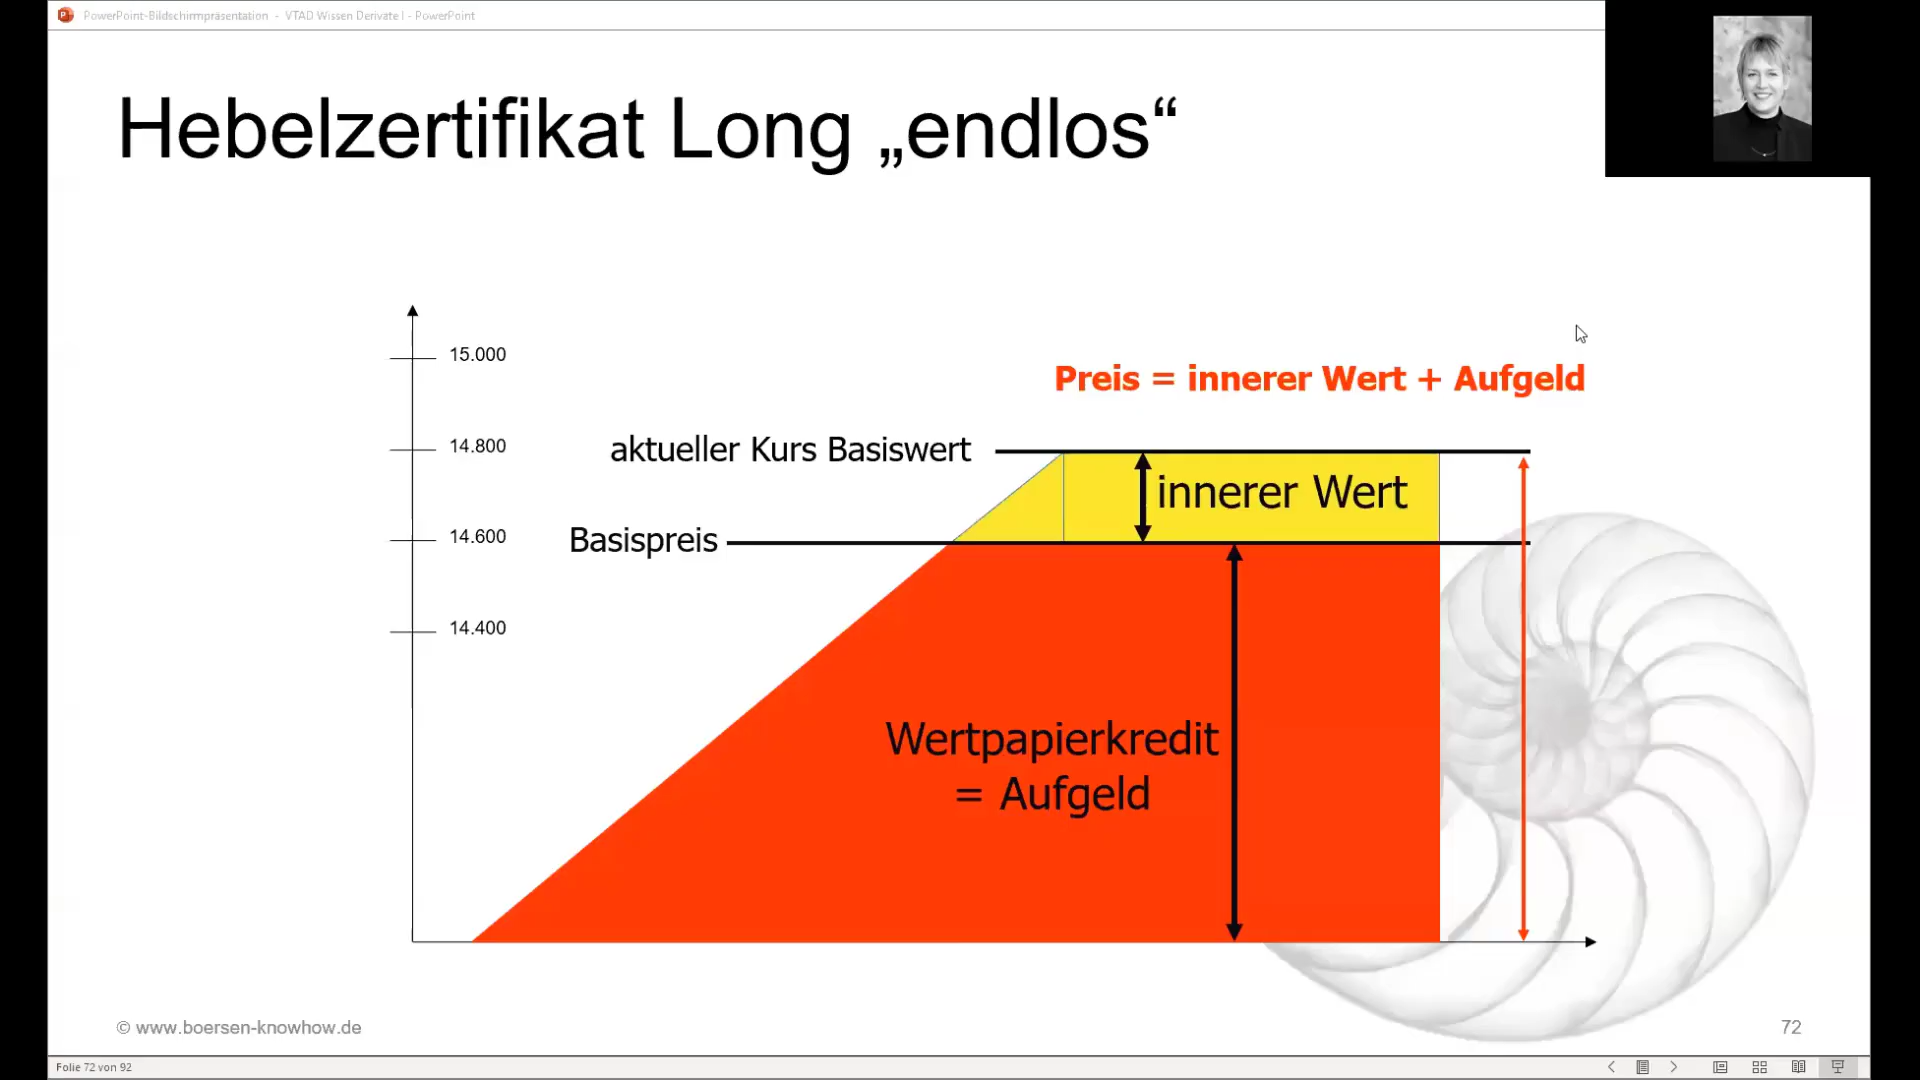 PowerPoint-Bildschirmpräsentation - VTAD Wissen Derivate I - PowerPoint
Hebelzertifikat Long „endlos“
15.000
Preis = innerer Wert + Aufgeld
14.800
aktueller Kurs Basiswert
innerer Wert
14.600
Basispreis
14.400
Wertpapierkredit
= Aufgeld
© www.boersen-knowhow.de
72
Folie 72 von 92